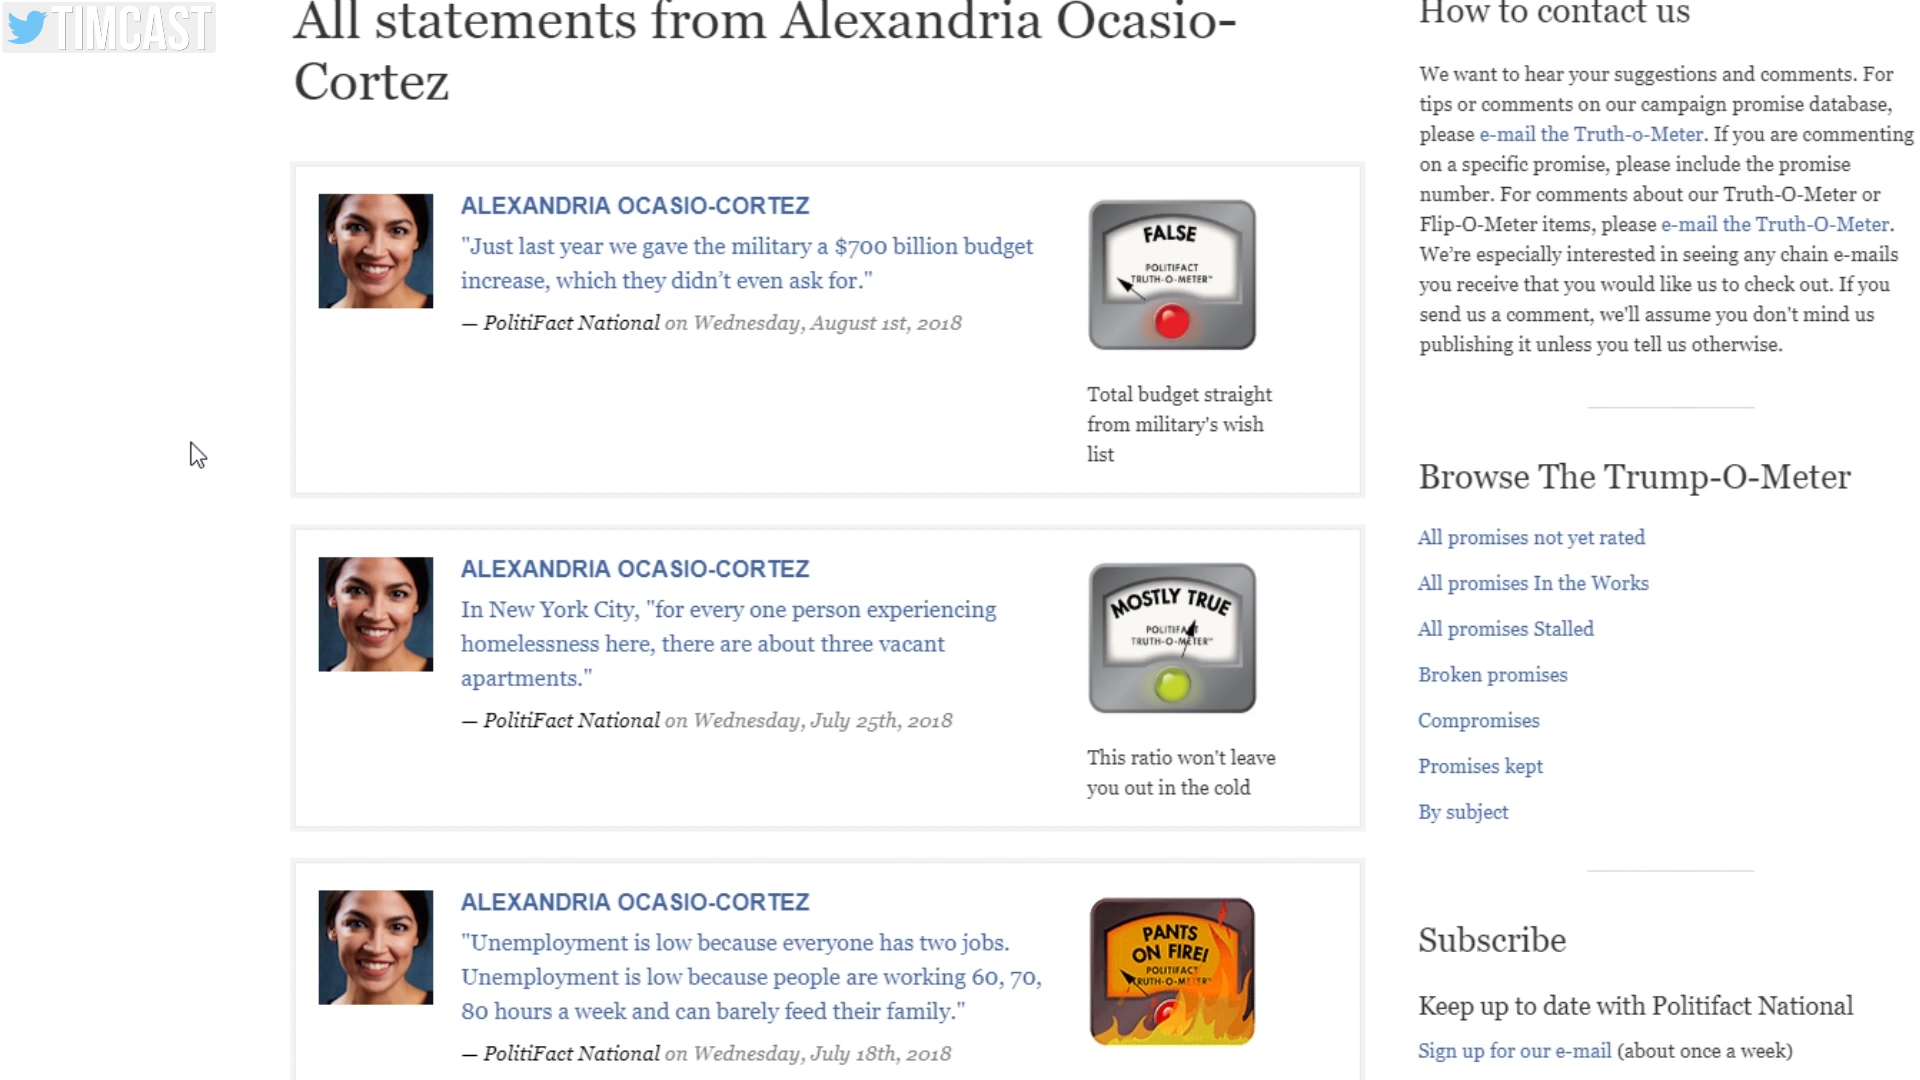 TIMCAST
All statements from Alexandria Ocasio-
Cortez
ALEXANDRIA OCASIO-CORTEZ
"Just last year we gave the military a $700 billion budget
increase, which they didn’t even ask for."
— PolitiFact National on Wednesday, August 1st, 2018
FALSE
POLITIFACT
TRUTH-O-METER™
Total budget straight
from military's wish
list
ALEXANDRIA OCASIO-CORTEZ
In New York City, "for every one person experiencing
homelessness here, there are about three vacant
apartments."
— PolitiFact National on Wednesday, July 25th, 2018
MOSTLY TRUE
POLITIFACT
TRUTH-O-METER™
This ratio won't leave
you out in the cold
ALEXANDRIA OCASIO-CORTEZ
"Unemployment is low because everyone has two jobs.
Unemployment is low because people are working 60, 70,
80 hours a week and can barely feed their family."
— PolitiFact National on Wednesday, July 18th, 2018
PANTS
ON FIRE!
POLITIFACT
TRUTH-O-METER™
How to contact us
We want to hear your suggestions and comments. For
tips or comments on our campaign promise database,
please e-mail the Truth-o-Meter. If you are commenting
on a specific promise, please include the promise
number. For comments about our Truth-O-Meter or
Flip-O-Meter items, please e-mail the Truth-O-Meter.
We’re especially interested in seeing any chain e-mails
you receive that you would like us to check out. If you
send us a comment, we'll assume you don't mind us
publishing it unless you tell us otherwise.
Browse The Trump-O-Meter
All promises not yet rated
All promises In the Works
All promises Stalled
Broken promises
Compromises
Promises kept
By subject
Subscribe
Keep up to date with Politifact National
Sign up for our e-mail (about once a week)